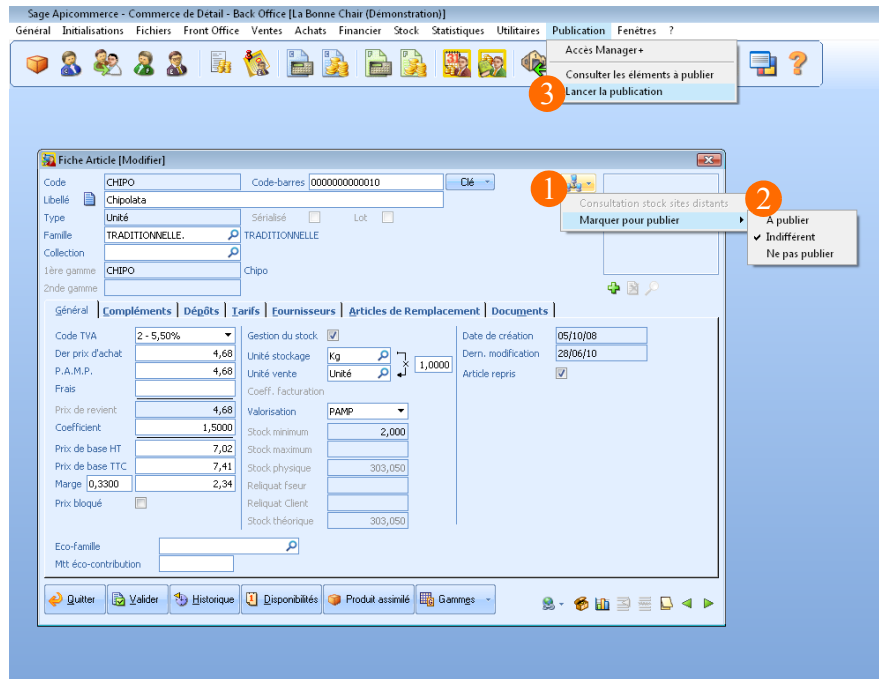 Sage Apicommerce - Commerce de Détail - Back Office [La Bonne Chair (Démonstration)]
Général Initialisations Fichiers Front Office Ventes Achats Financier Stock Statistiques Utilitaires Publication Fenêtres ?
Accès Manager+
Consulter les élements à publier
3 Lancer la publication
Fiche Article [Modifier]
Code CHIPO Code-barres 0000000000010 Clé
1
Libellé Chipolata
Consultation stock sites distants
2
Type Unité Sérialisé Lot
Marquer pour publier
A publier
Famille TRADITIONNELLE. TRADITIONNELLE
Indifférent
Collection
Ne pas publier
1ère gamme CHIPO Chipo
2nde gamme
Général Compléments Dépôts Tarifs Fournisseurs Articles de Remplacement Documents
Code TVA 2 - 5,50% Gestion du stock Date de création 05/10/08
Der prix d'achat 4,68 Unité stockage Kg Dern. modification 28/06/10
× 1,0000
P.A.M.P. 4,68 Unité vente Unité Article repris
Frais Coeff. facturation
Prix de revient 4,68 Valorisation PAMP
Coefficient 1,5000 Stock minimum 2,000
Prix de base HT 7,02 Stock maximum
Prix de base TTC 7,41 Stock physique 303,050
Marge 0,3300 2,34 Reliquat fseur
Prix bloqué Reliquat Client
Stock théorique 303,050
Eco-famille
Mtt éco-contribution
Quitter Valider Historique Disponibilités Produit assimilé Gammes